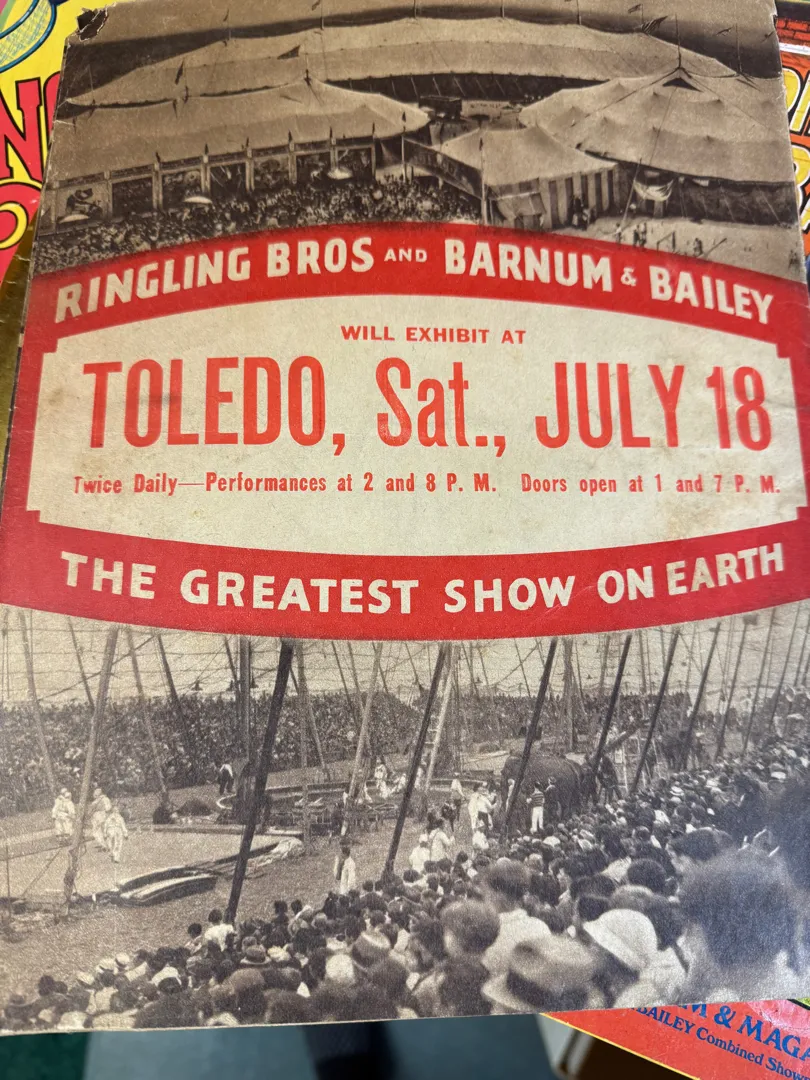 RINGLING BROS AND BARNUM & BAILEY
WILL EXHIBIT AT
TOLEDO, Sat., JULY 18
Twice Daily—Performances at 2 and 8 P. M. Doors open at 1 and 7 P. M.
THE GREATEST SHOW ON EARTH
M & MAGA
BAILEY Combined Show